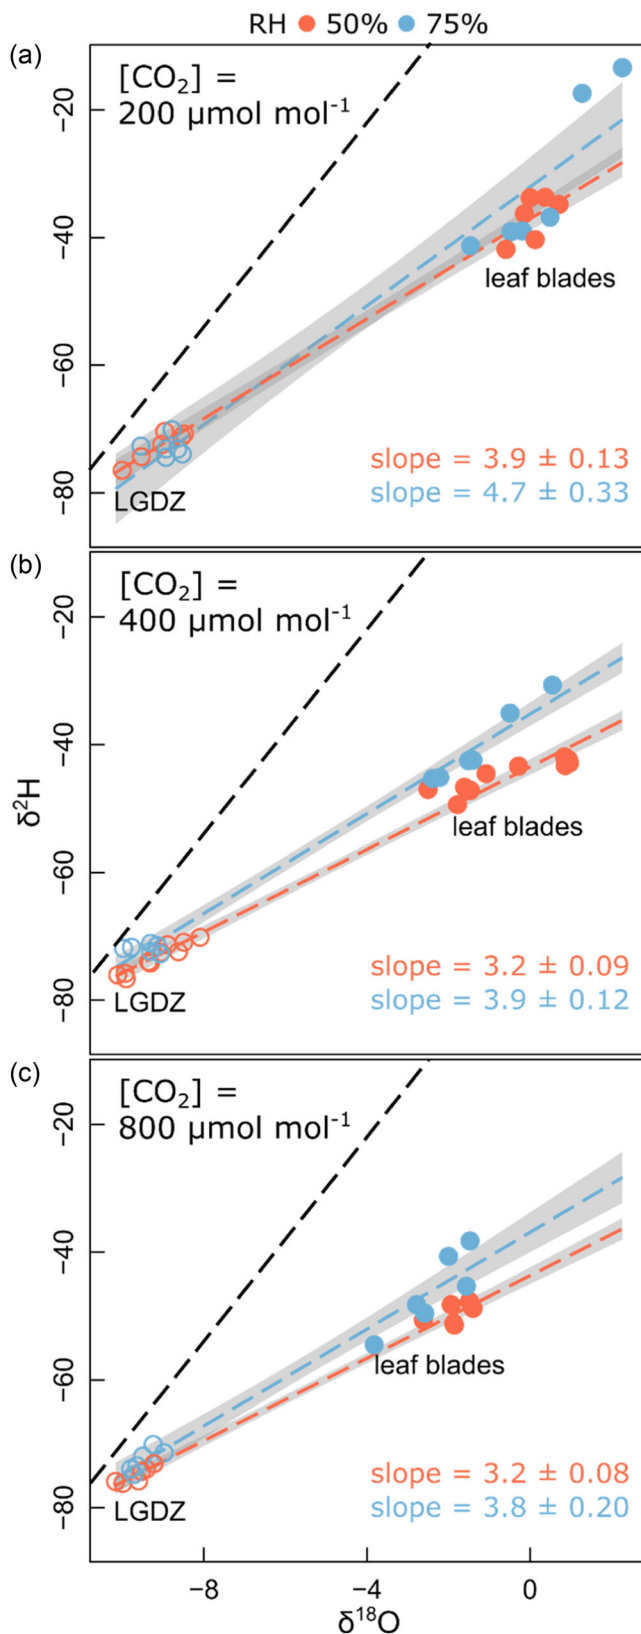 RH 50% 75%
(a)
[CO₂] =
200 µmol mol⁻¹
−20
−40
−60
−80
leaf blades
slope = 3.9 ± 0.13
slope = 4.7 ± 0.33
LGDZ
(b)
[CO₂] =
400 µmol mol⁻¹
−20
−40
−60
−80
δ²H
leaf blades
slope = 3.2 ± 0.09
slope = 3.9 ± 0.12
LGDZ
(c)
[CO₂] =
800 µmol mol⁻¹
−20
−40
−60
−80
leaf blades
slope = 3.2 ± 0.08
slope = 3.8 ± 0.20
LGDZ
−8 −4 0
δ¹⁸O